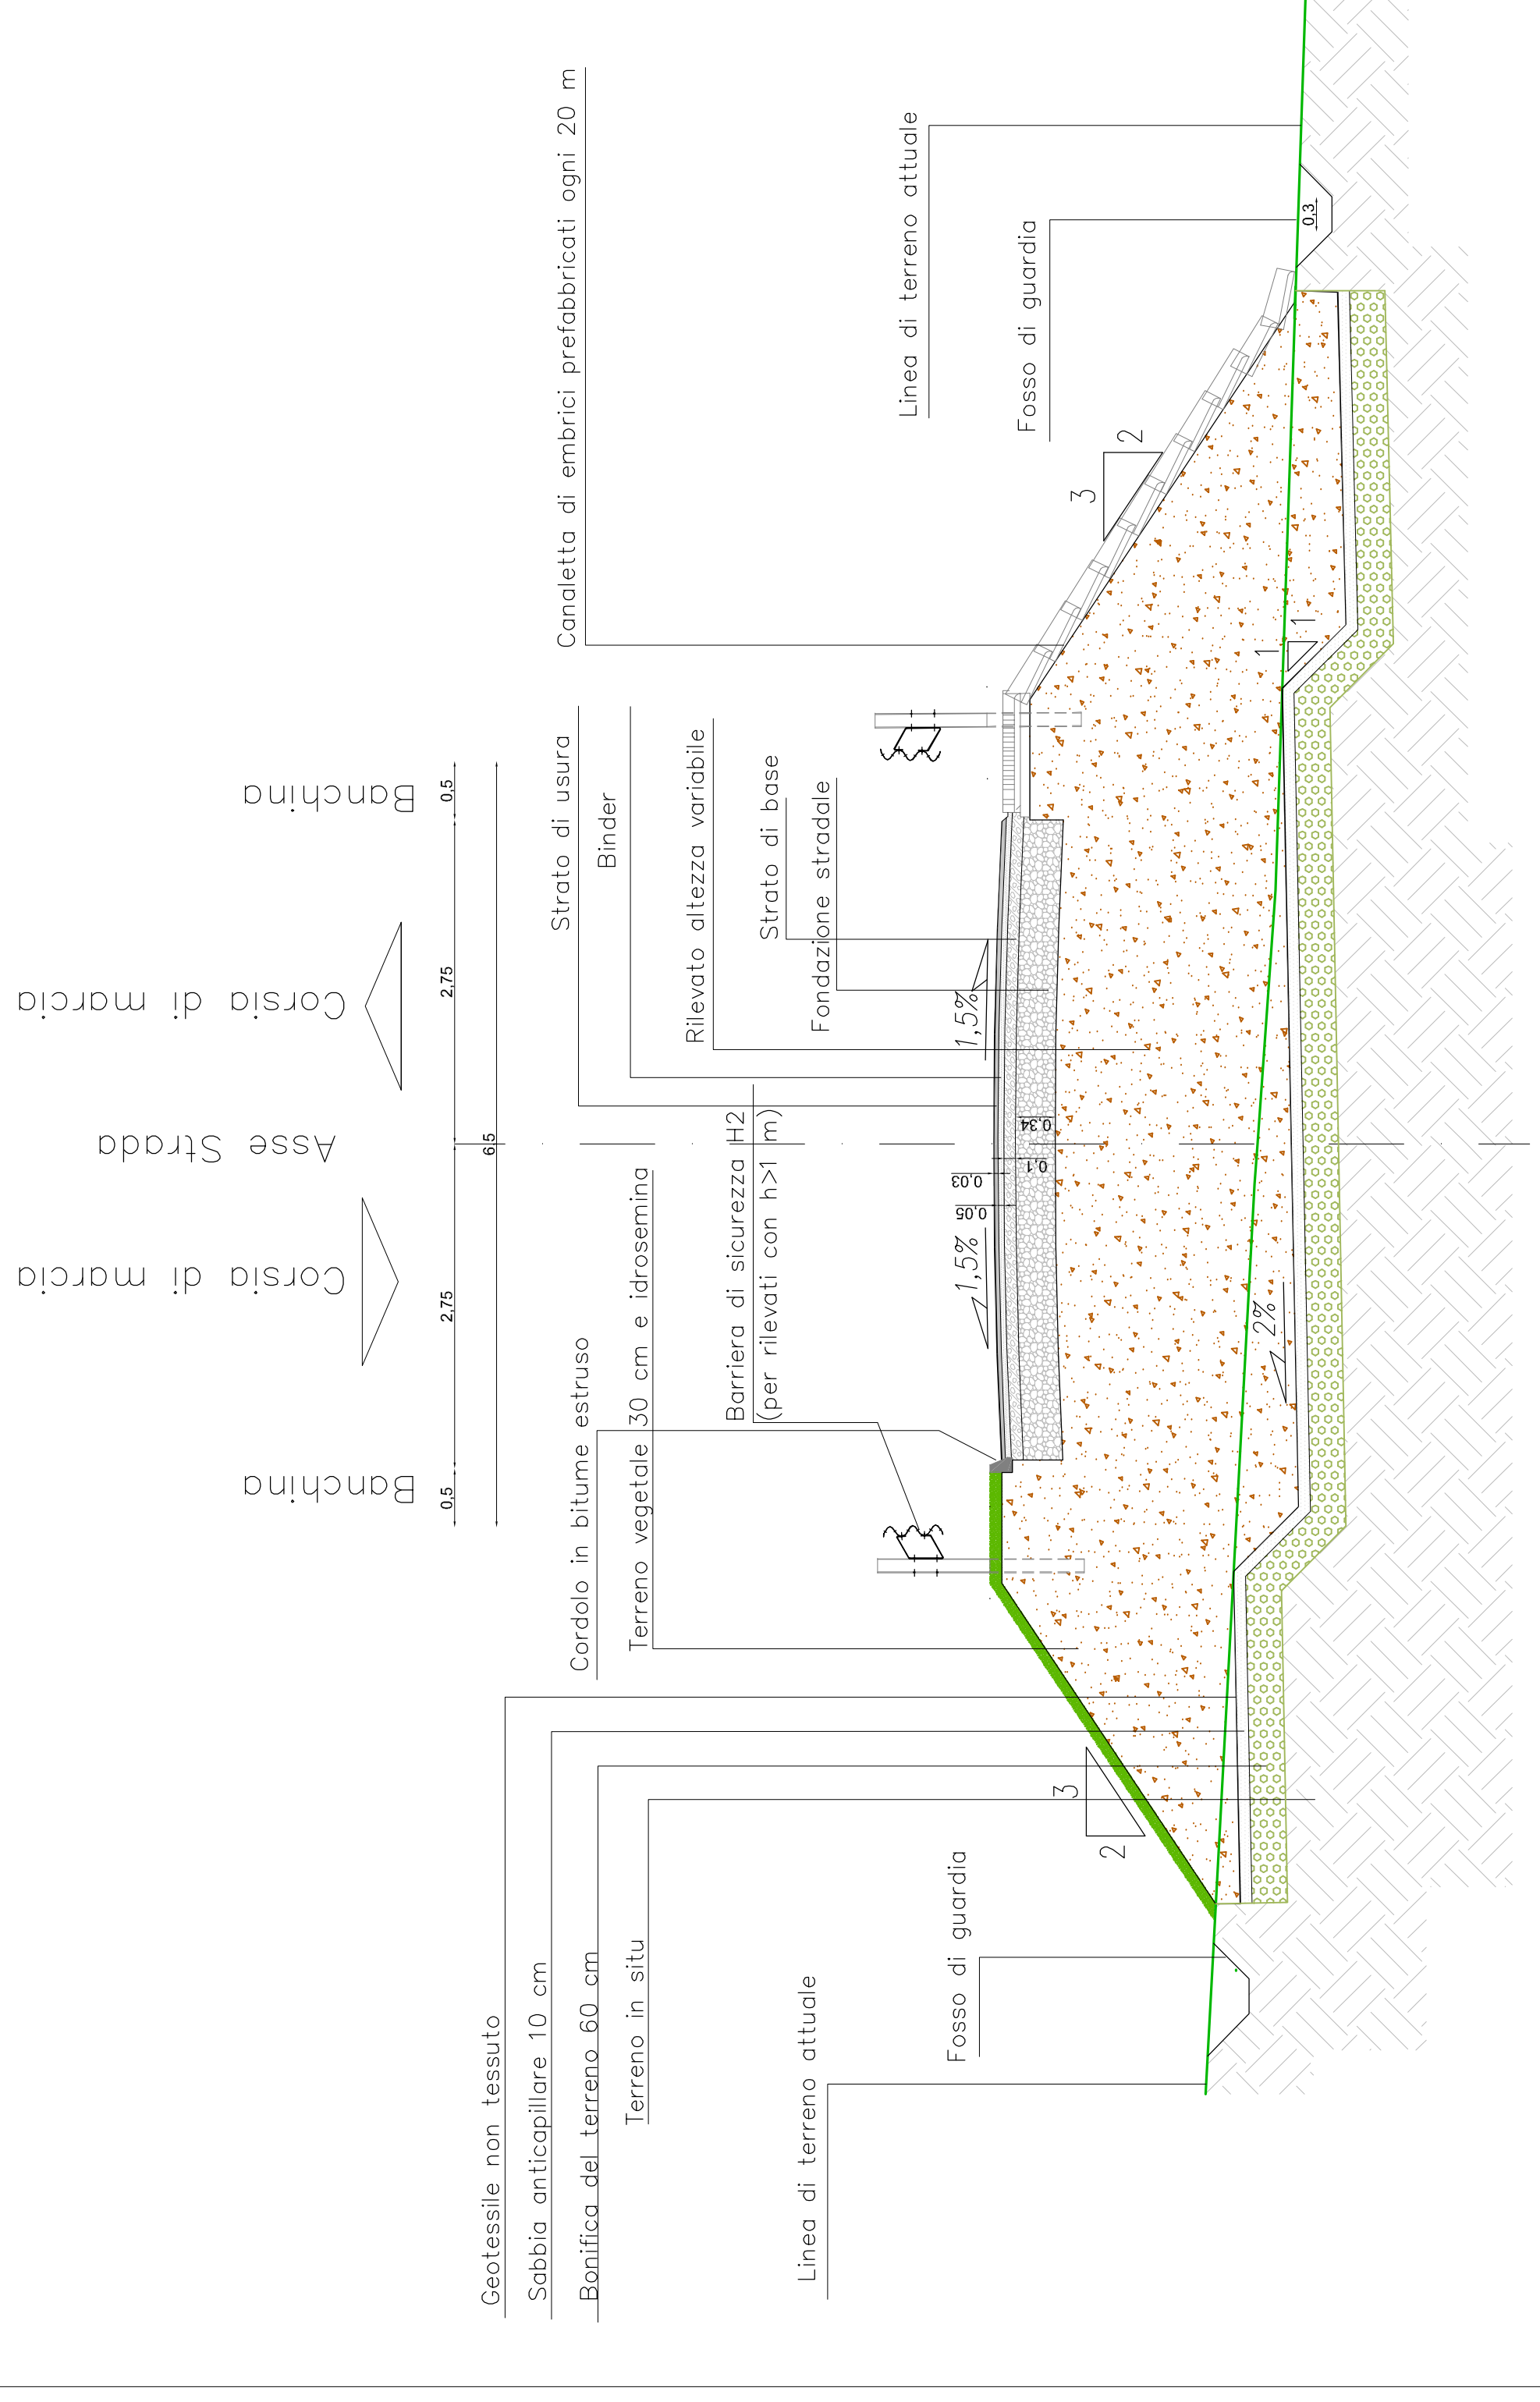 Banchina
Corsia di marcia
Asse Strada
Corsia di marcia
Banchina
0,5
2,75
2,75
0,5
6,5
Geotessile non tessuto
Sabbia anticapillare 10 cm
Bonifica del terreno 60 cm
Terreno in situ
Linea di terreno attuale
Fosso di guardia
Cordolo in bitume estruso
Terreno vegetale 30 cm e idrosemina
Barriera di sicurezza H2
(per rilevati con h>1 m)
Strato di usura
Binder
Rilevato altezza variabile
Strato di base
Fondazione stradale
Canaletta di embrici prefabbricati ogni 20 m
Linea di terreno attuale
Fosso di guardia
3
2
1,5%
1,5%
0,05
0,03
0,1
0,34
3
2
2%
1
1
0,3